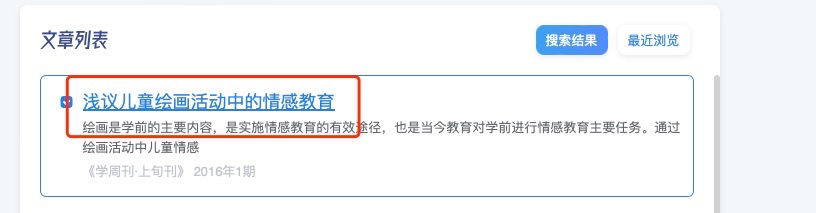 文章列表
搜索结果
最近浏览
浅议儿童绘画活动中的情感教育
绘画是学前的主要内容，是实施情感教育的有效途径，也是当今教育对学前进行情感教育主要任务。通过
绘画活动中儿童情感
《学周刊·上旬刊》 2016年1期